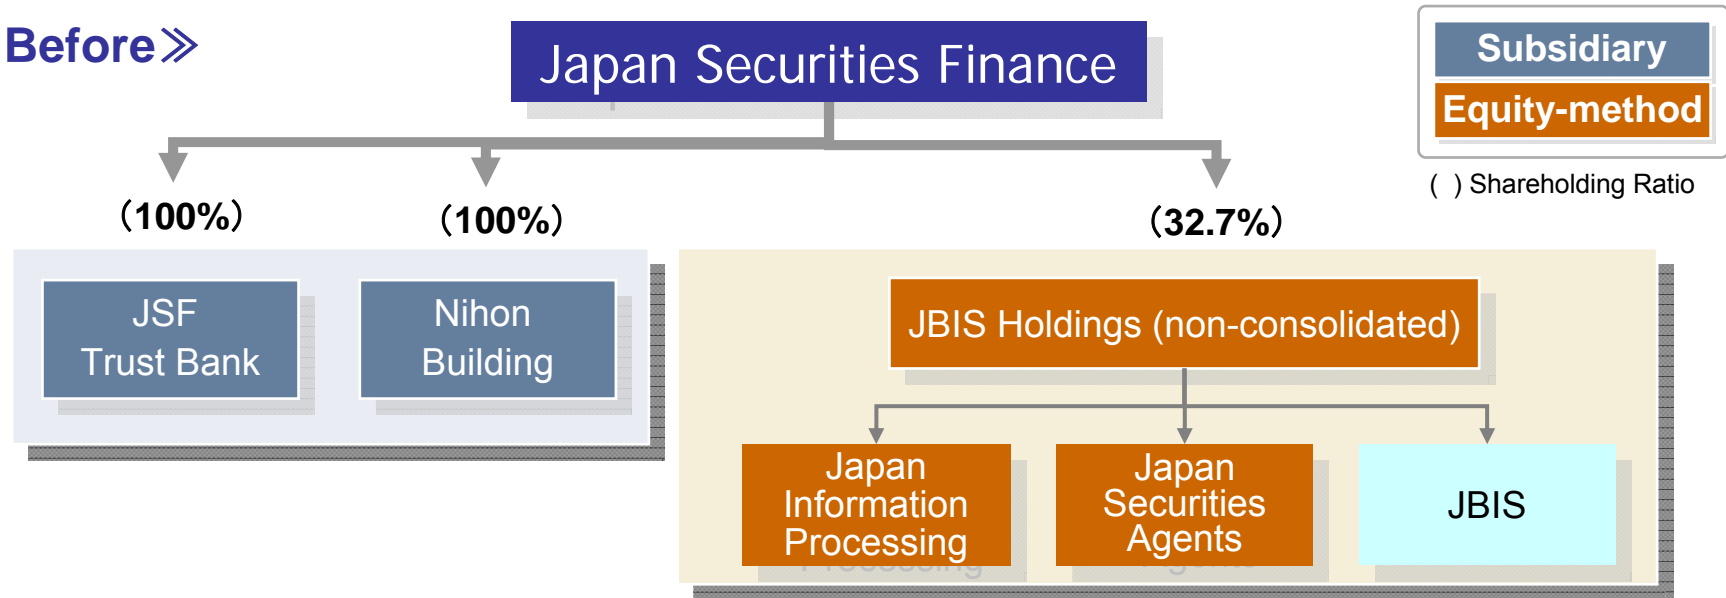 Before≫
Japan Securities Finance
Subsidiary
Equity-method
( ) Shareholding Ratio
(100%)
(100%)
(32.7%)
JSF
Trust Bank
Nihon
Building
JBIS Holdings (non-consolidated)
Japan
Information
Processing
Japan
Securities
Agents
JBIS